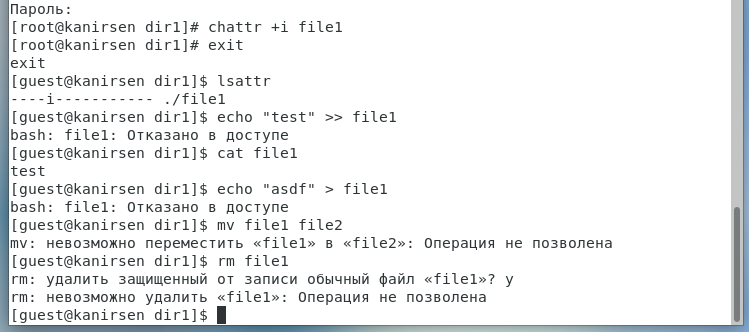 Пароль:
[root@kanirsen dir1]# chattr +i file1
[root@kanirsen dir1]# exit
exit
[guest@kanirsen dir1]$ lsattr
----i----------- ./file1
[guest@kanirsen dir1]$ echo "test" >> file1
bash: file1: Отказано в доступе
[guest@kanirsen dir1]$ cat file1
test
[guest@kanirsen dir1]$ echo "asdf" > file1
bash: file1: Отказано в доступе
[guest@kanirsen dir1]$ mv file1 file2
mv: невозможно переместить «file1» в «file2»: Операция не позволена
[guest@kanirsen dir1]$ rm file1
rm: удалить защищенный от записи обычный файл «file1»? y
rm: невозможно удалить «file1»: Операция не позволена
[guest@kanirsen dir1]$